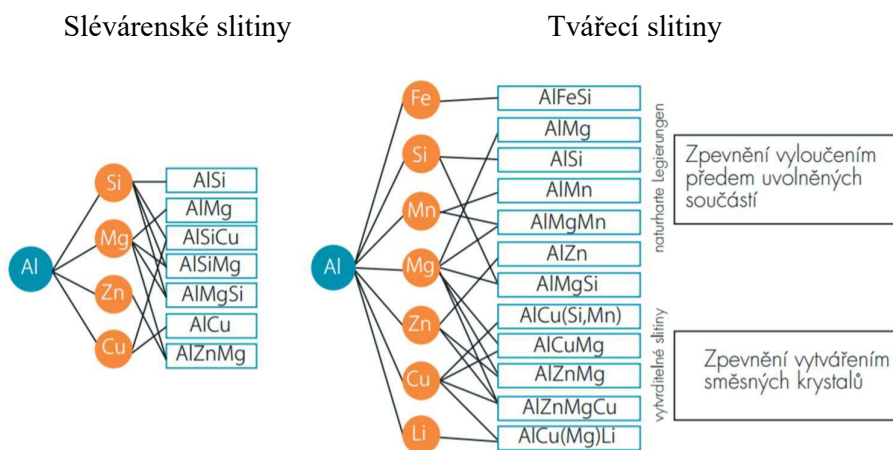 Slévárenské slitiny
Al
Si
Mg
Zn
Cu
AlSi
AlMg
AlSiCu
AlSiMg
AlMgSi
AlCu
AlZnMg
Tvářecí slitiny
Al
Fe
Si
Mn
Mg
Zn
Cu
Li
AlFeSi
AlMg
AlSi
AlMn
AlMgMn
AlZn
AlMgSi
AlCu(Si,Mn)
AlCuMg
AlZnMg
AlZnMgCu
AlCu(Mg)Li
naturharte Legierungen
vytvrditelné slitiny
Zpevnění vyloučením
předem uvolněných
součástí
Zpevnění vytvářením
směsných krystalů